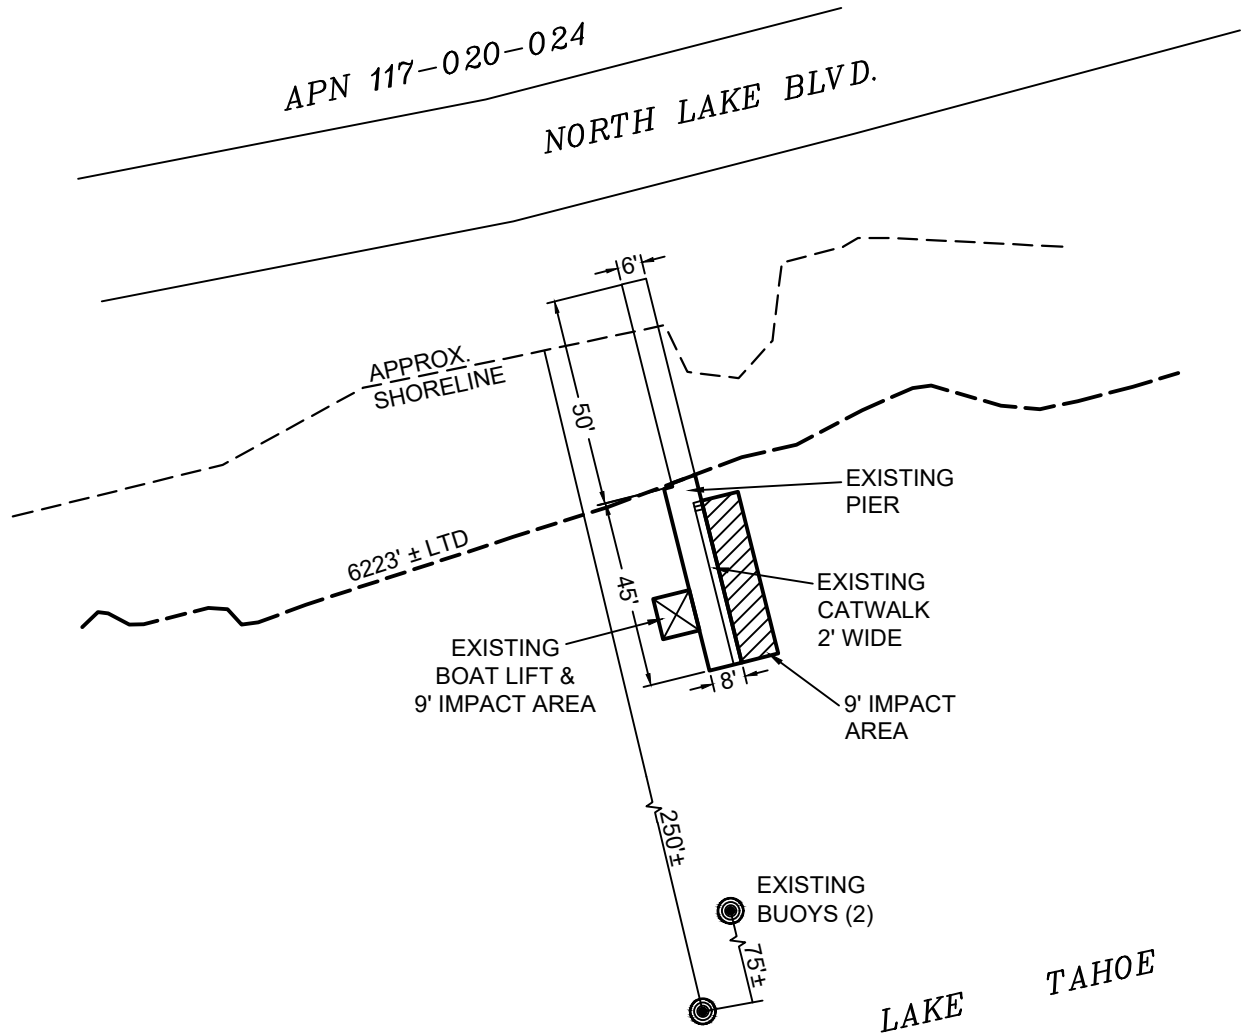 APN 117-020-024
NORTH LAKE BLVD.
6'
APPROX.
SHORELINE
50'
EXISTING
PIER
6223' ± LTD
45'
EXISTING
CATWALK
2' WIDE
EXISTING
BOAT LIFT &
9' IMPACT AREA
8'
9' IMPACT
AREA
250'±
EXISTING
BUOYS (2)
75'±
LAKE TAHOE